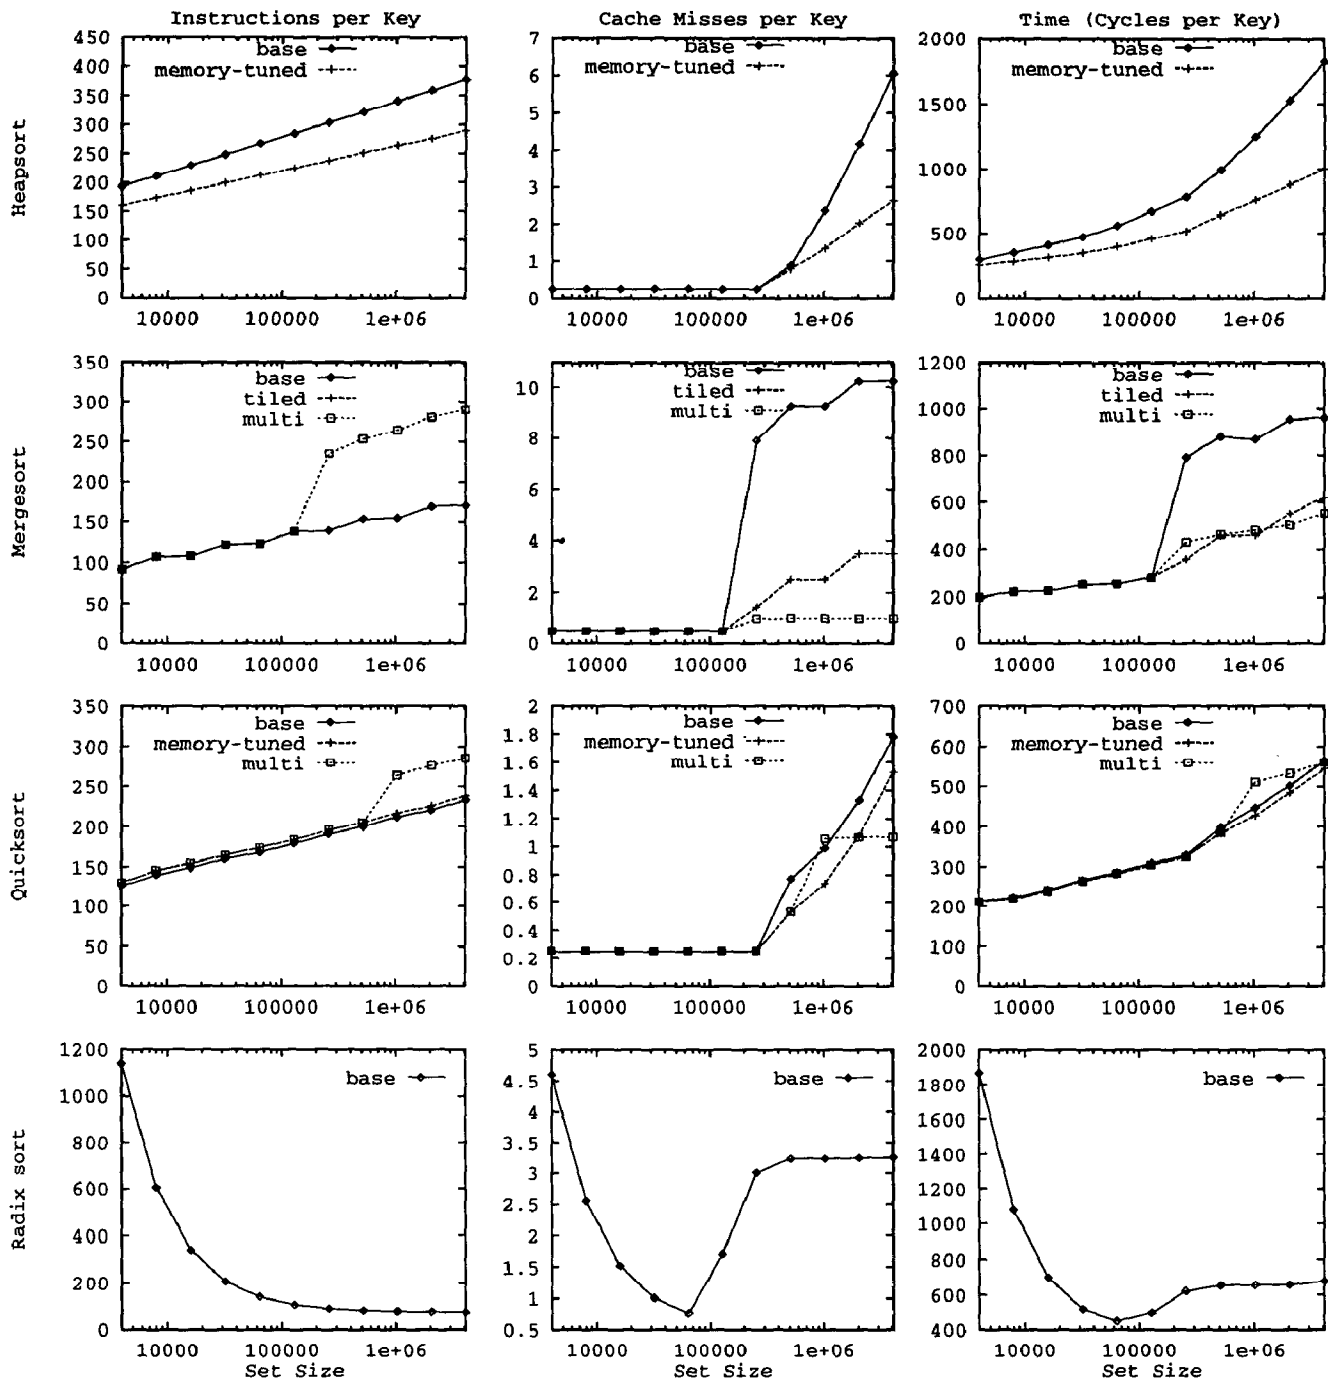 Instructions per Key
Cache Misses per Key
Time (Cycles per Key)
Heapsort
450
400
350
300
250
200
150
100
50
0
base
memory-tuned
10000
100000
1e+06
7
6
5
4
3
2
1
0
base
memory-tuned
10000
100000
1e+06
2000
1500
1000
500
0
base
memory-tuned
10000
100000
1e+06
Mergesort
350
300
250
200
150
100
50
0
base
tiled
multi
10000
100000
1e+06
10
8
6
4
2
0
base
tiled
multi
10000
100000
1e+06
1200
1000
800
600
400
200
0
base
tiled
multi
10000
100000
1e+06
Quicksort
350
300
250
200
150
100
50
0
base
memory-tuned
multi
10000
100000
1e+06
2
1.8
1.6
1.4
1.2
1
0.8
0.6
0.4
0.2
0
base
memory-tuned
multi
10000
100000
1e+06
700
600
500
400
300
200
100
0
base
memory-tuned
multi
10000
100000
1e+06
Radix sort
1200
1000
800
600
400
200
0
base
10000
100000
1e+06
Set Size
5
4.5
4
3.5
3
2.5
2
1.5
1
0.5
base
10000
100000
1e+06
Set Size
2000
1800
1600
1400
1200
1000
800
600
400
base
10000
100000
1e+06
Set Size